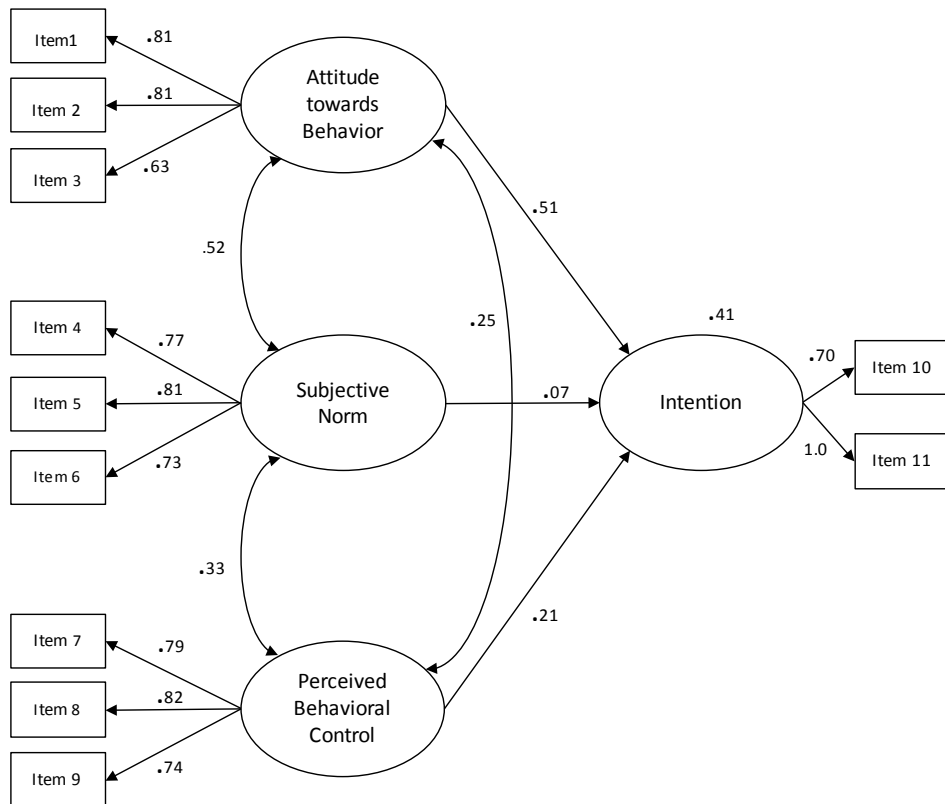 Item1
.81
Attitude
towards
Behavior
Item 2
.81
Item 3
.63
.51
.52
.25
Item 4
.77
.41
Item 5
.81
Subjective
Norm
.07
Intention
.70
Item 10
Item 6
.73
1.0
Item 11
.33
.21
Item 7
.79
Item 8
.82
Perceived
Behavioral
Control
Item 9
.74